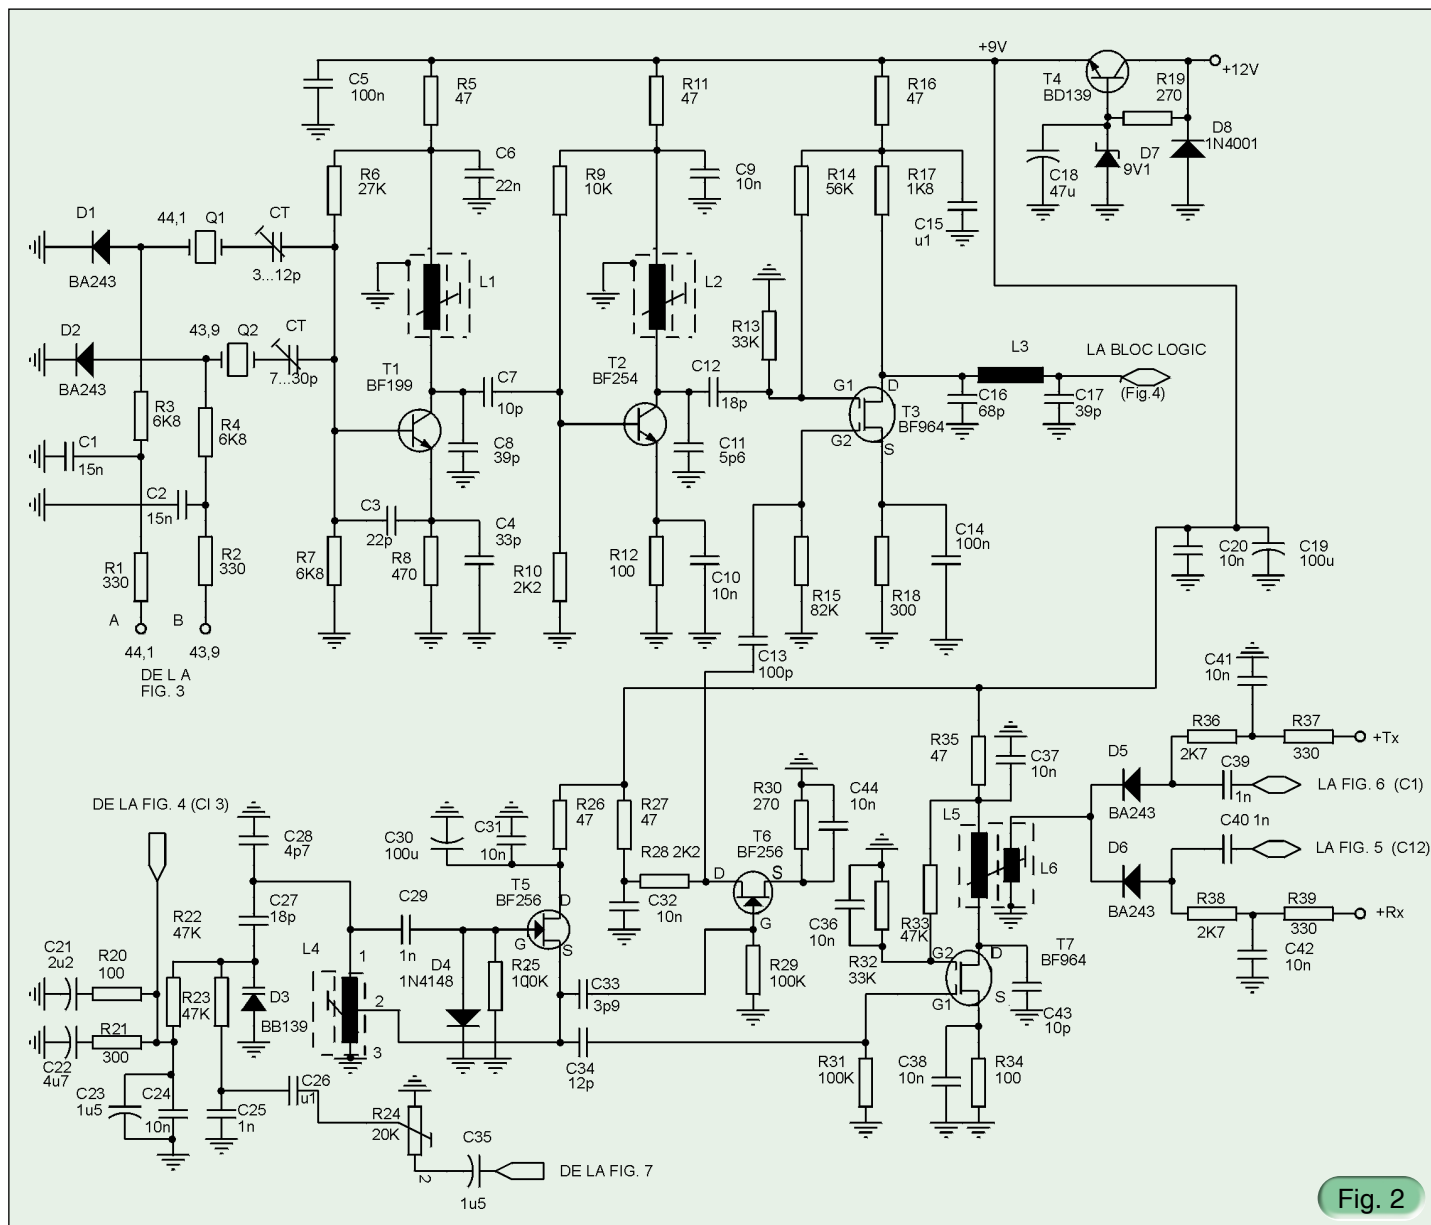 +9V
C5
100n
R5
47
R11
47
R16
47
T4
BD139
R19
270
+12V
C18
47u
D7
9V1
D8
1N4001
R6
27K
C6
22n
R9
10K
C9
10n
R14
56K
R17
1K8
C15
u1
D1
BA243
44,1
Q1
CT
3...12p
L1
L2
R13
33K
D2
BA243
43,9
Q2
CT
7...30p
T1
BF199
C7
10p
T2
BF254
C12
18p
G1
D
T3
BF964
G2
S
L3
LA BLOC LOGIC
(Fig.4)
C16
68p
C17
39p
R3
6K8
R4
6K8
C1
15n
C2
15n
C8
39p
C11
5p6
C3
22p
C4
33p
R1
330
R2
330
R7
6K8
R8
470
R10
2K2
R12
100
C10
10n
R15
82K
R18
300
C14
100n
C20
10n
C19
100u
A
B
44,1
43,9
DE L A
FIG. 3
C13
100p
C41
10n
R36
2K7
R37
330
+Tx
R35
47
C37
10n
D5
BA243
C39
1n
LA FIG. 6 (C1)
DE LA FIG. 4 (CI 3)
C28
4p7
C30
100u
C31
10n
R26
47
R27
47
R30
270
C44
10n
T6
BF256
R28 2K2
D
S
G
L5
L6
C40 1n
LA FIG. 5 (C12)
D6
BA243
R38
2K7
R39
330
+Rx
C42
10n
C27
18p
C29
1n
T5
BF256
D
G
S
C32
10n
C36
10n
R33
47K
R32
33K
G2
D
T7
BF964
G1
S
C43
10p
R22
47K
C21
2u2
R20
100
L4
1
2
3
D4
1N4148
R25
100K
C33
3p9
R29
100K
R23
47K
D3
BB139
R21
300
C22
4u7
C34
12p
R31
100K
C38
10n
R34
100
C23
1u5
C24
10n
C25
1n
C26
u1
R24
20K
2
C35
1u5
DE LA FIG. 7
Fig. 2